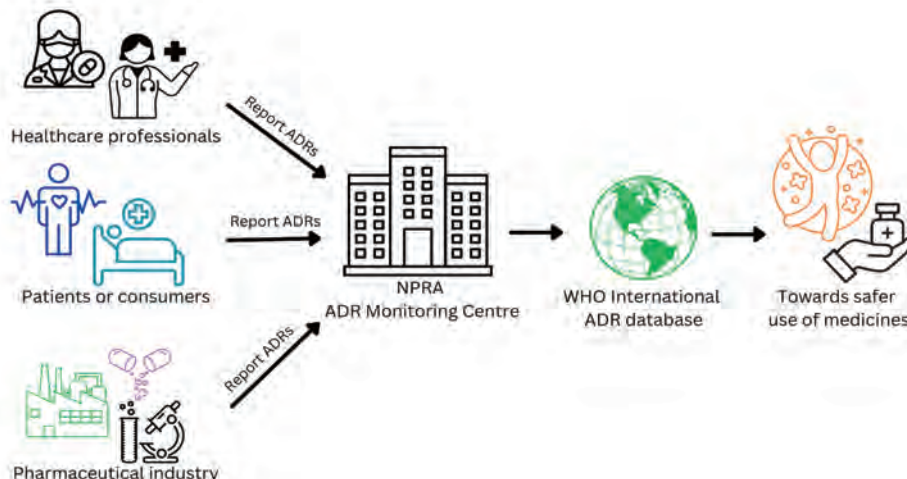 Healthcare professionals
Report ADRs
Patients or consumers
Report ADRs
Pharmaceutical industry
Report ADRs
NPRA
ADR Monitoring Centre
WHO International
ADR database
Towards safer
use of medicines